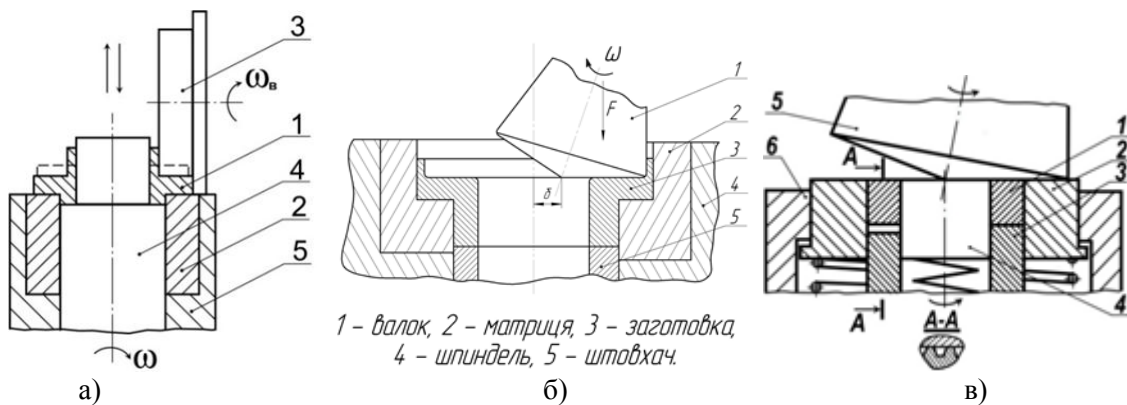 3
ω_в
1
4
2
5
ω
ω
F
1
2
3
4
5
δ
1 – валок, 2 – матриця, 3 – заготовка,
4 – шпиндель, 5 – штовхач.
5
6
A
1
2
3
4
A
A-A
а)
б)
в)